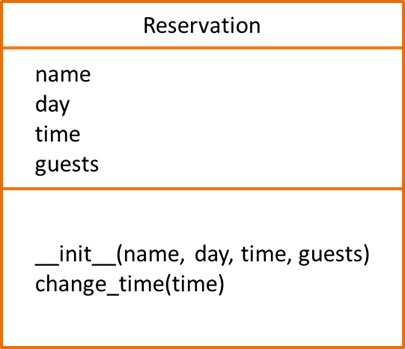 Reservation
name
day
time
guests
__init__(name, day, time, guests)
change_time(time)